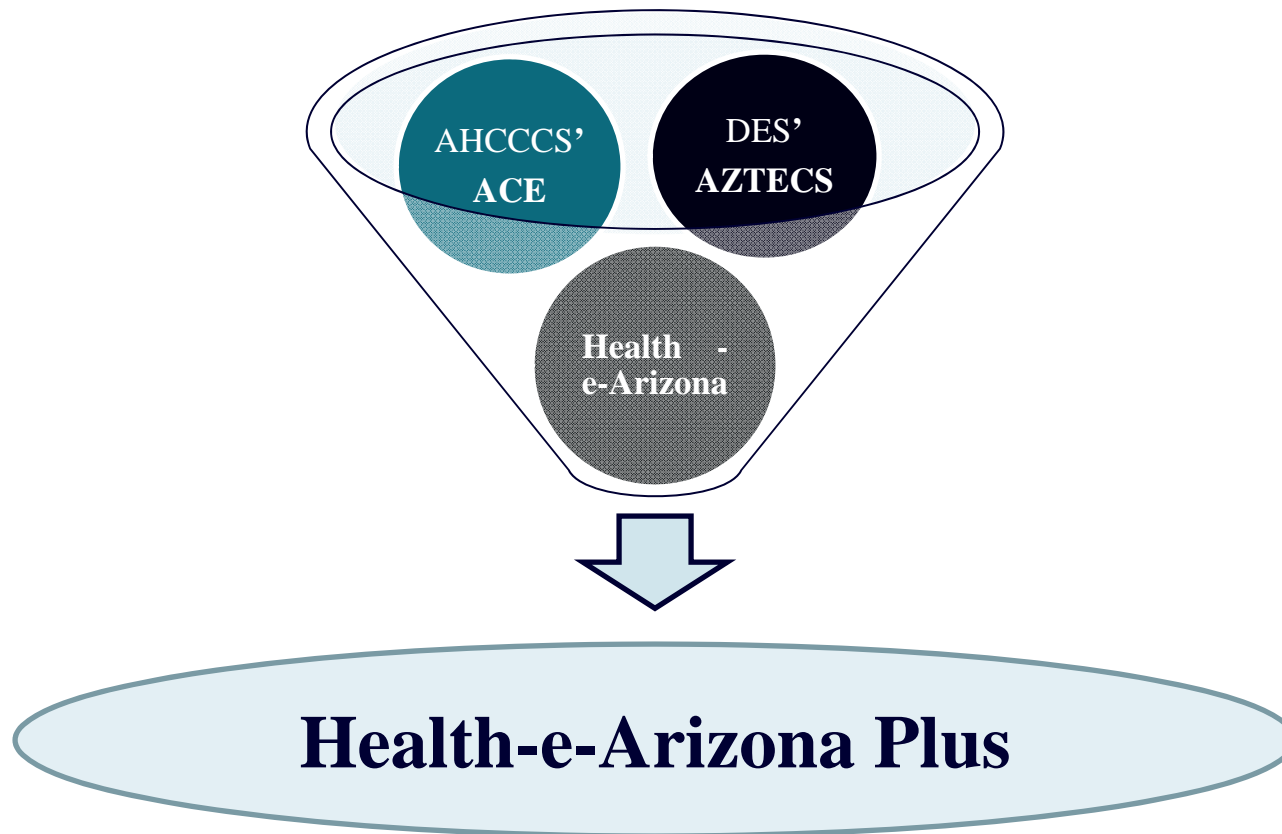 AHCCCS’
ACE
DES’
AZTECS
Health -
e-Arizona
Health-e-Arizona Plus